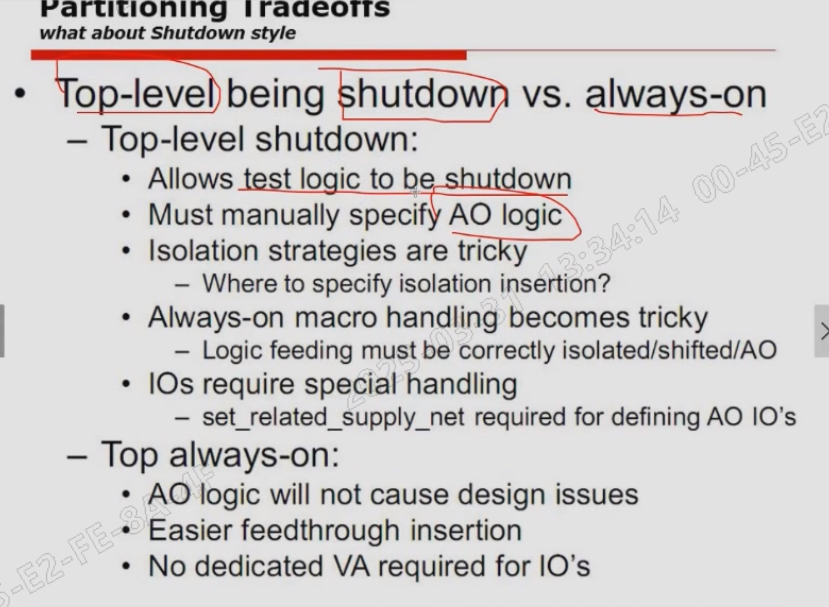 Partitioning Tradeoffs
what about Shutdown style
• Top-level being shutdown vs. always-on
– Top-level shutdown:
• Allows test logic to be shutdown
• Must manually specify AO logic
• Isolation strategies are tricky
– Where to specify isolation insertion?
• Always-on macro handling becomes tricky
– Logic feeding must be correctly isolated/shifted/AO
• IOs require special handling
– set_related_supply_net required for defining AO IO's
– Top always-on:
• AO logic will not cause design issues
• Easier feedthrough insertion
• No dedicated VA required for IO's
2025-03-31 13:34:14 00-45-E2
-E2-FE-8A-4F